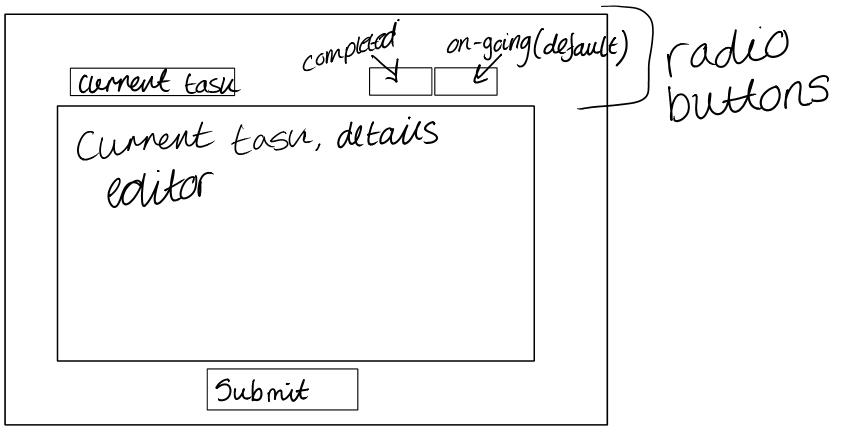 completed
on-going(default)
radio
buttons
Current task
Current task, details
editor
Submit